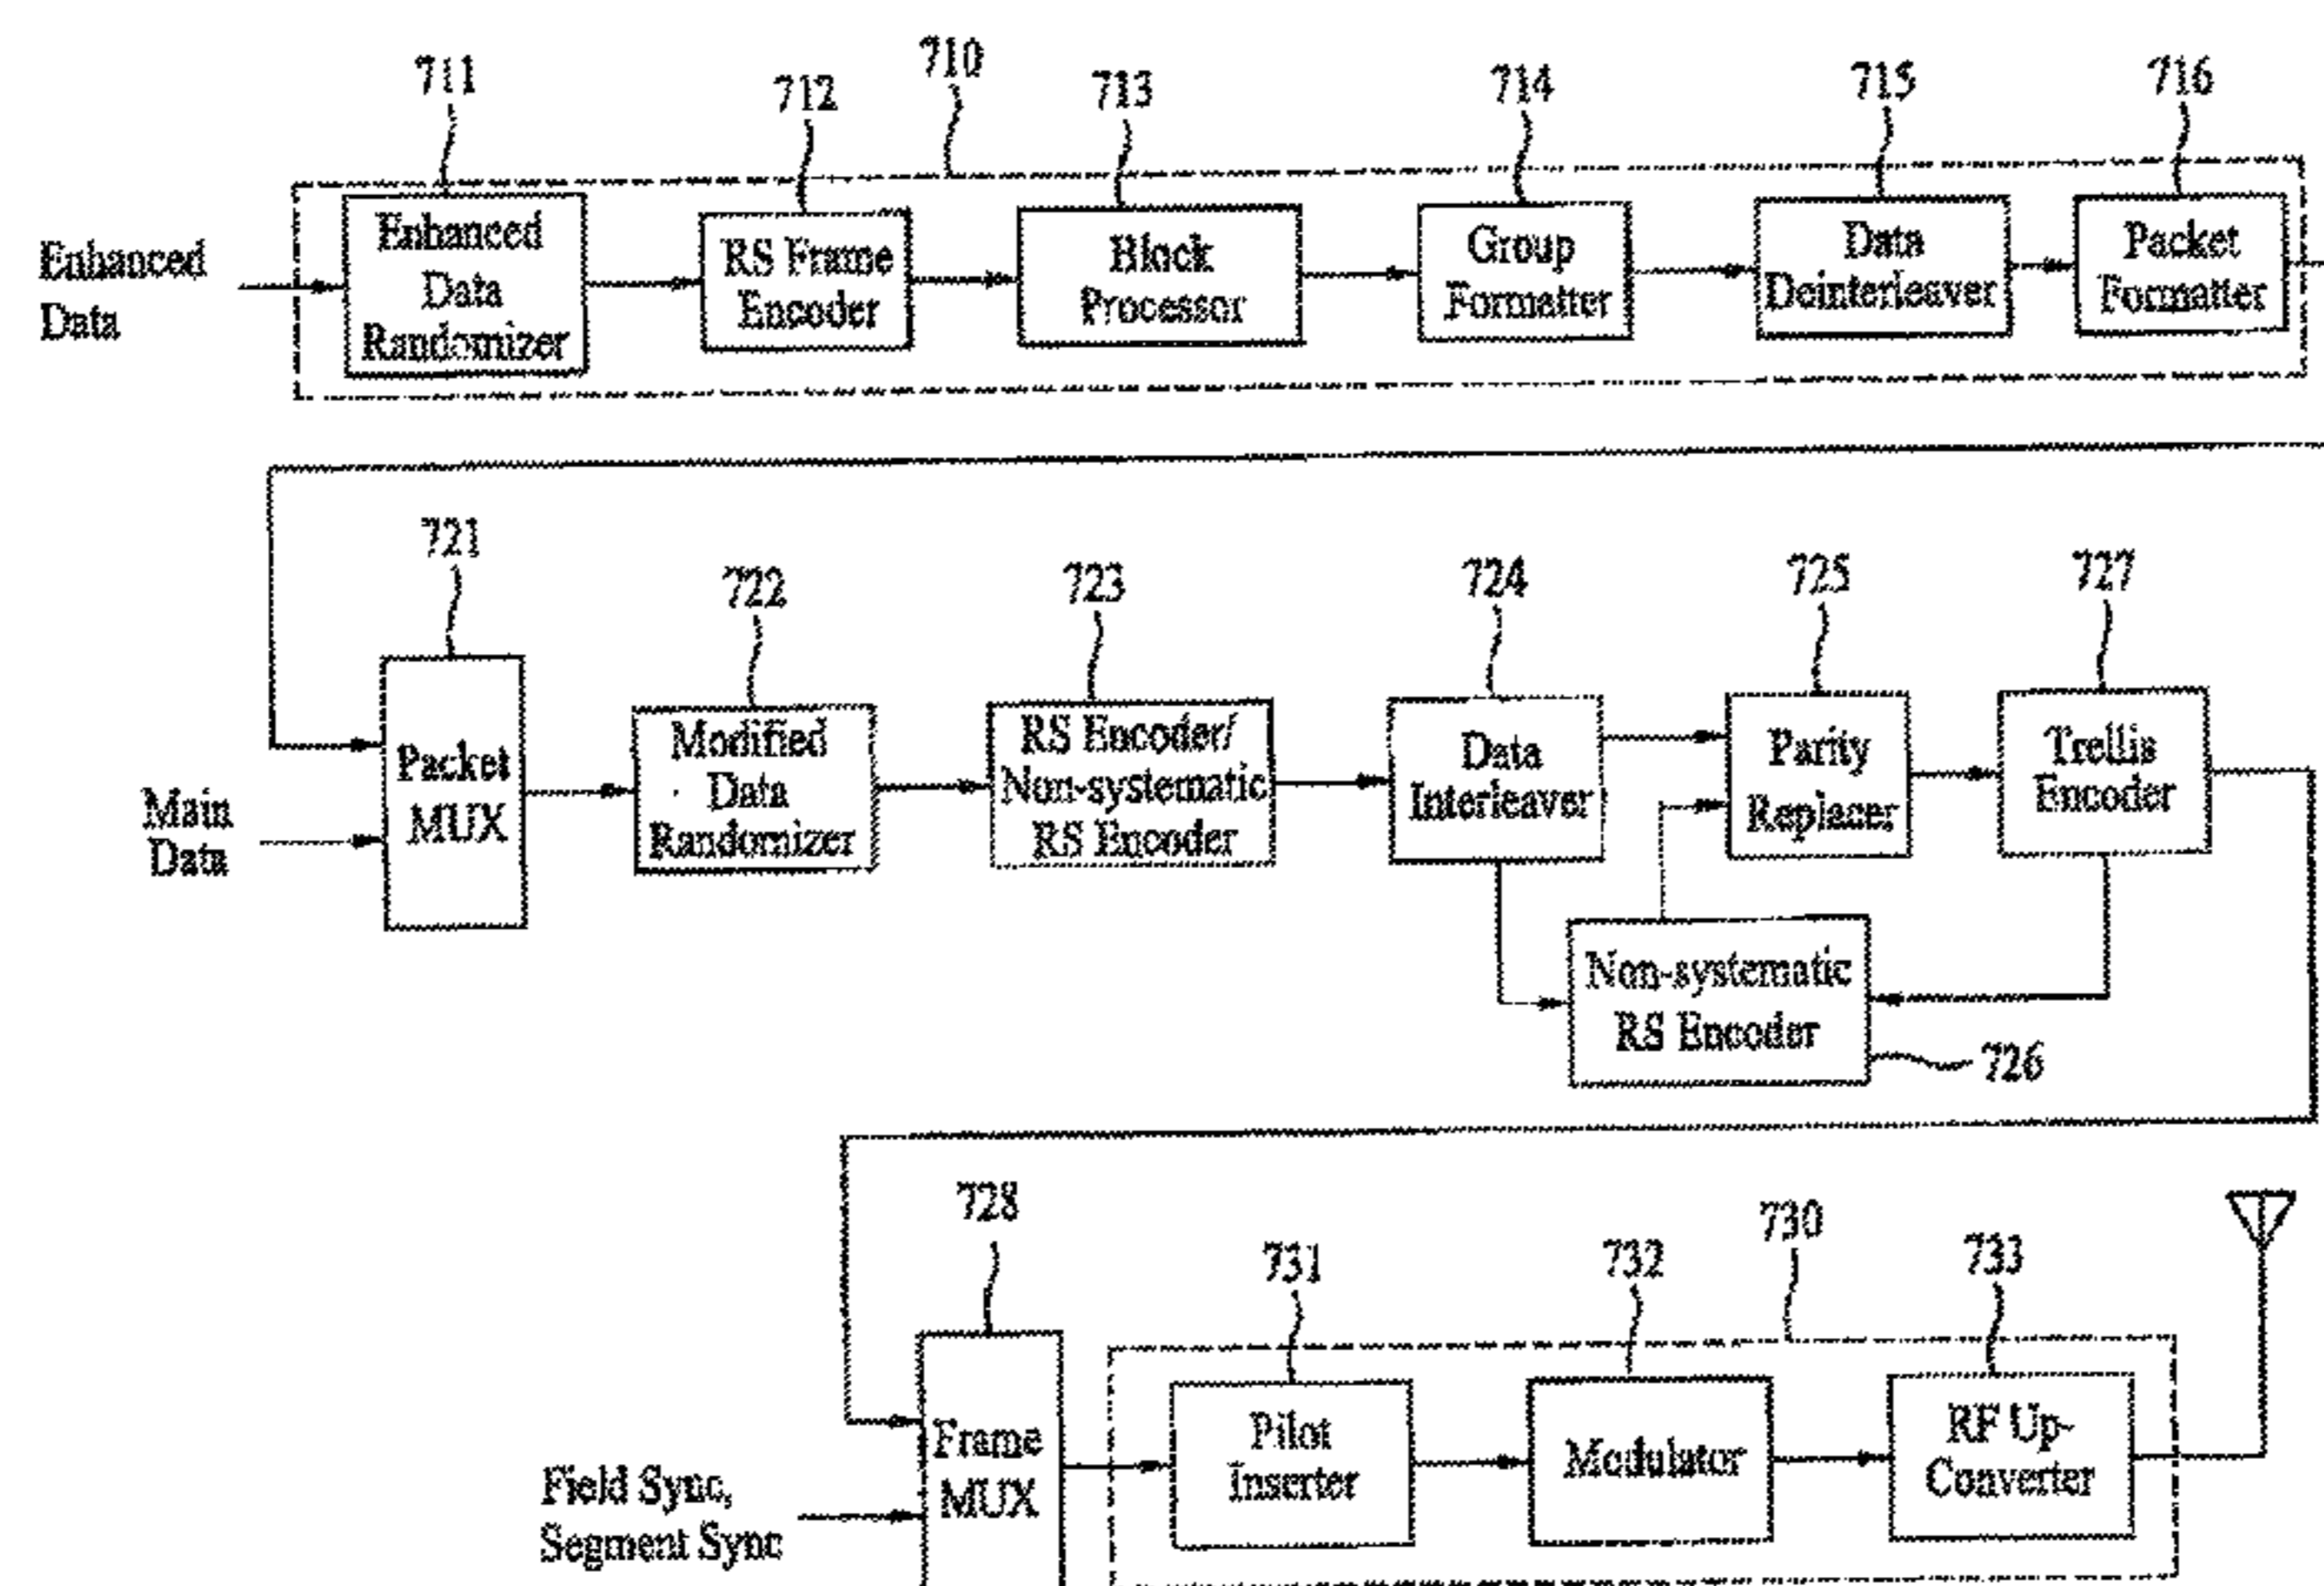 711
712
710
713
714
715
716
Enhanced
Data
Enhanced
Data
Randomizer
RS Frame
Encoder
Block
Processor
Group
Formatter
Data
Deinterleaver
Packet
Formatter
721
722
723
724
725
727
Main
Data
Packet
MUX
Modified
Data
Randomizer
RS Encoder/
Non-systematic
RS Encoder
Data
Interleaver
Parity
Replacer
Trellis
Encoder
Non-systematic
RS Encoder
726
728
731
732
730
733
Field Sync,
Segment Sync
Frame
MUX
Pilot
Inserter
Modulator
RF Up-
Converter